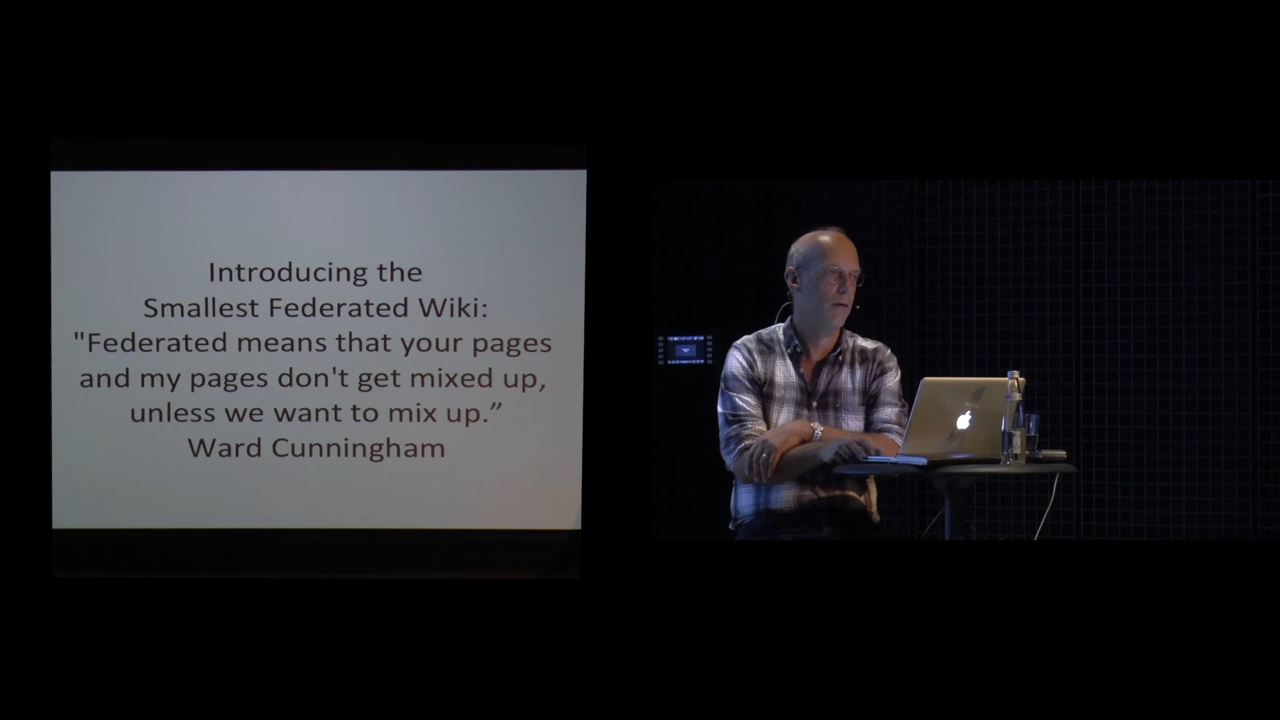 Introducing the
Smallest Federated Wiki:
"Federated means that your pages
and my pages don't get mixed up,
unless we want to mix up.”
Ward Cunningham